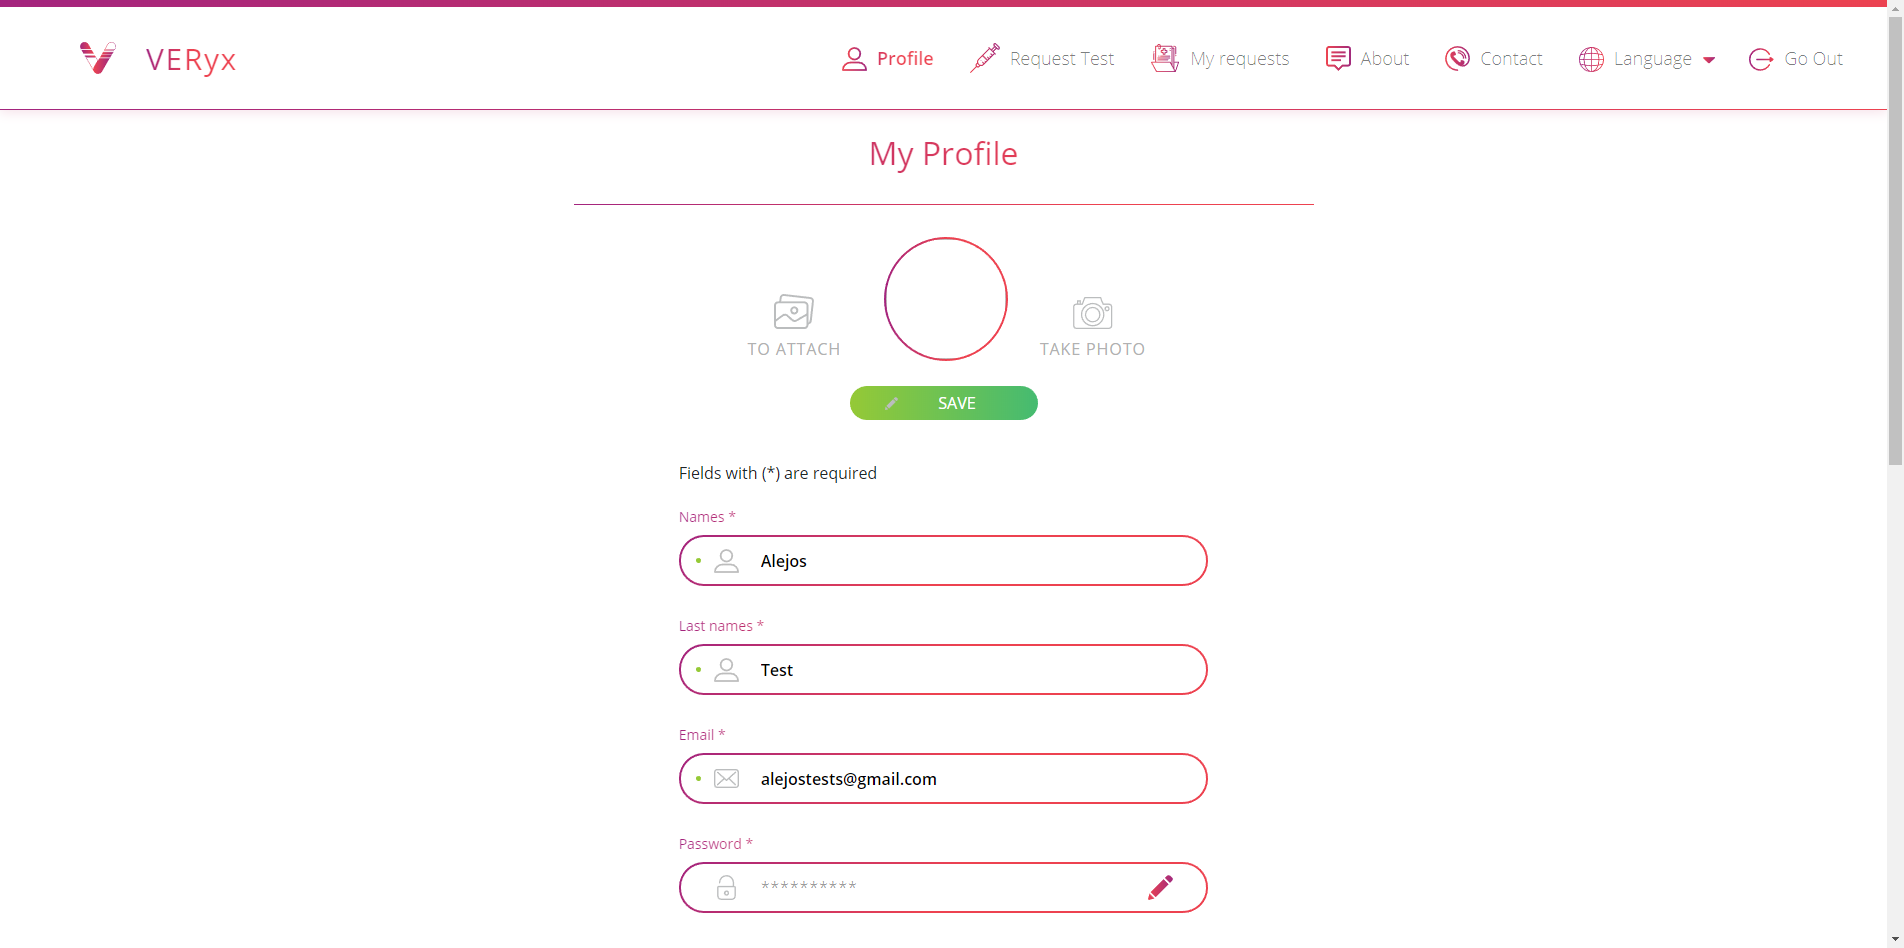 VERyx
Profile Request Test My requests About Contact Language Go Out
My Profile
TO ATTACH TAKE PHOTO
SAVE
Fields with (*) are required
Names *
Alejos
Last names *
Test
Email *
alejostests@gmail.com
Password *
**********